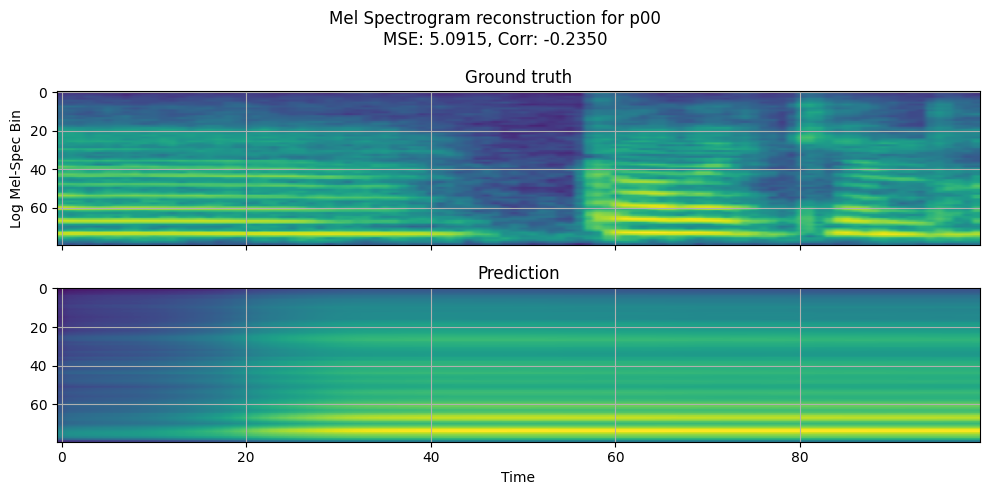 Mel Spectrogram reconstruction for p00
MSE: 5.0915, Corr: -0.2350
Ground truth
0
20
40
60
Log Mel-Spec Bin
Prediction
0
20
40
60
0 20 40 60 80
Time